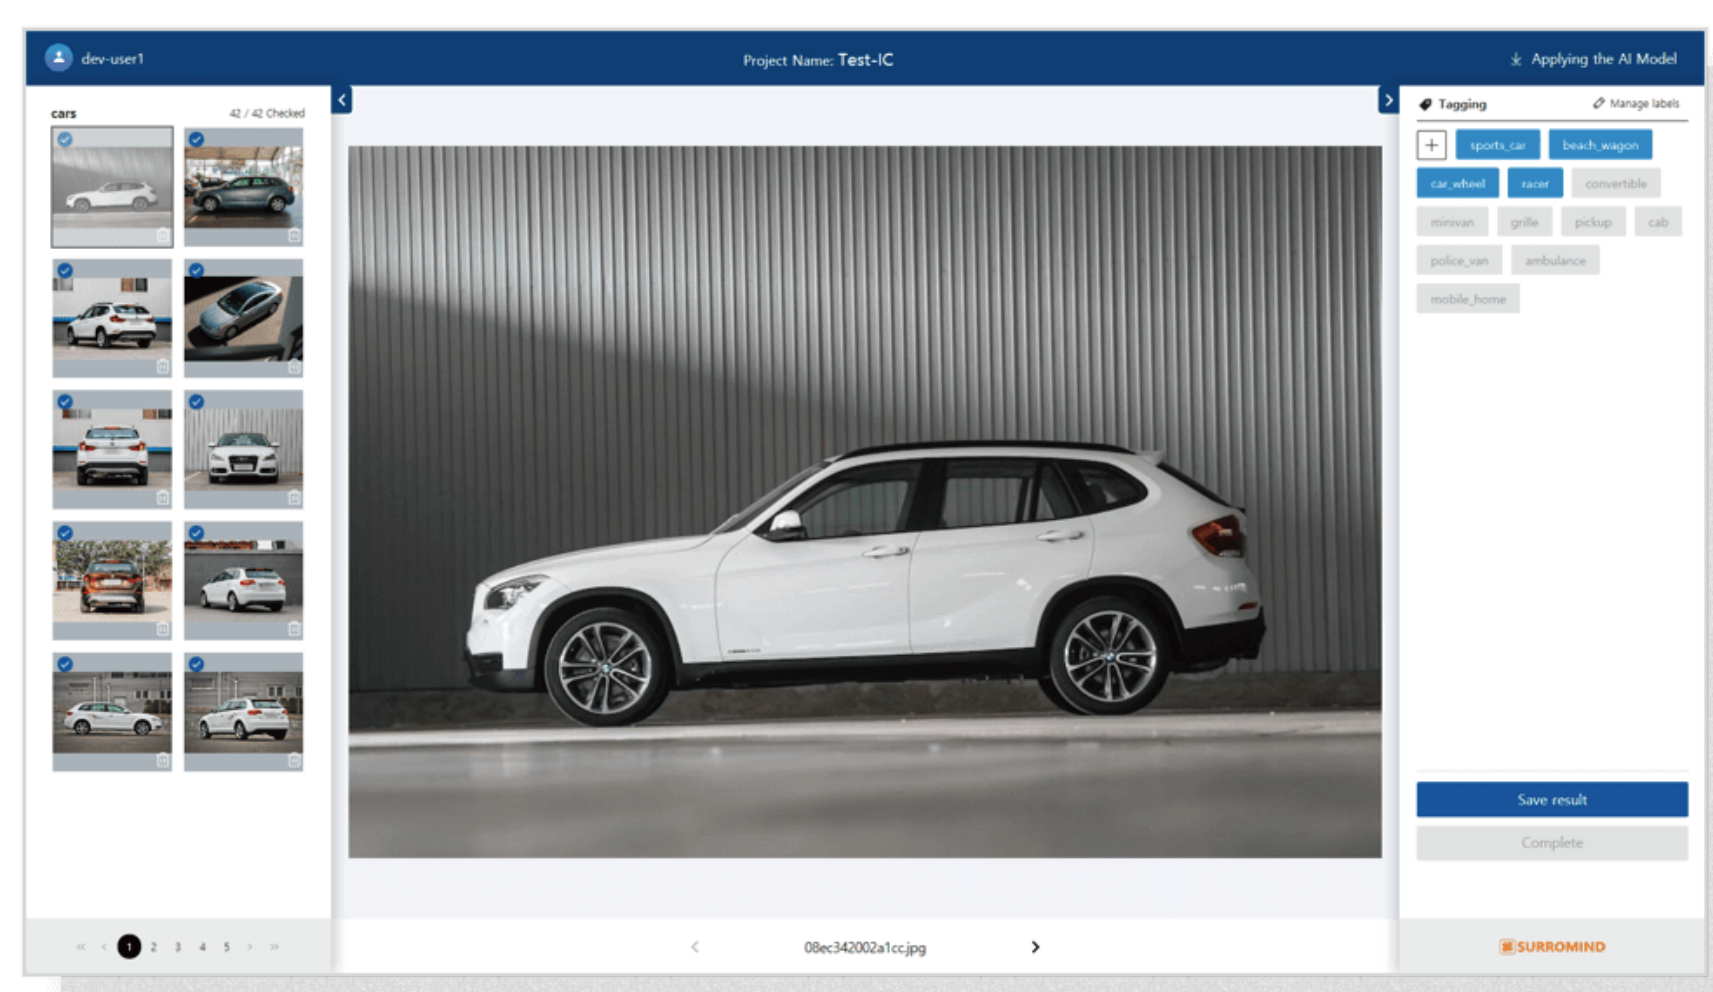 dev-user1
Project Name: Test-IC
Applying the AI Model
cars
42 / 42 Checked
Tagging
Manage labels
sports_car
beach_wagon
car_wheel
racer
convertible
minivan
grille
pickup
cab
police_van
ambulance
mobile_home
Save result
Complete
« < 1 2 3 4 5 > »
< 08ec342002a1cc.jpg >
SURROMIND